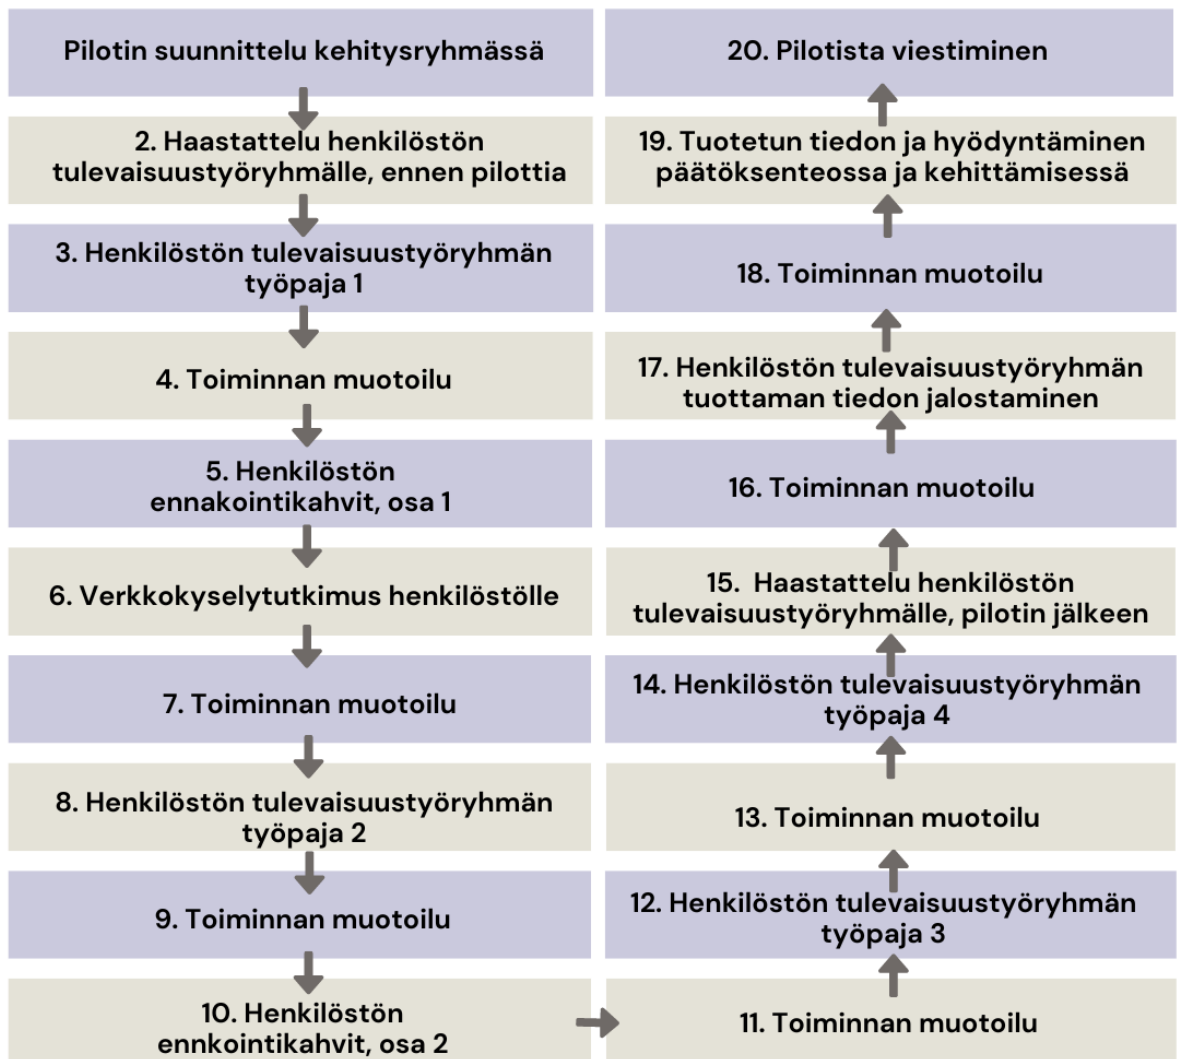 Pilotin suunnittelu kehitysryhmässä
2. Haastattelu henkilöstön
tulevaisuustyöryhmälle, ennen pilottia
3. Henkilöstön tulevaisuustyöryhmän
työpaja 1
4. Toiminnan muotoilu
5. Henkilöstön
ennakointikahvit, osa 1
6. Verkkokyselytutkimus henkilöstölle
7. Toiminnan muotoilu
8. Henkilöstön tulevaisuustyöryhmän
työpaja 2
9. Toiminnan muotoilu
10. Henkilöstön
ennkointikahvit, osa 2
11. Toiminnan muotoilu
12. Henkilöstön tulevaisuustyöryhmän
työpaja 3
13. Toiminnan muotoilu
14. Henkilöstön tulevaisuustyöryhmän
työpaja 4
15. Haastattelu henkilöstön
tulevaisuustyöryhmälle, pilotin jälkeen
16. Toiminnan muotoilu
17. Henkilöstön tulevaisuustyöryhmän
tuottaman tiedon jalostaminen
18. Toiminnan muotoilu
19. Tuotetun tiedon ja hyödyntäminen
päätöksenteossa ja kehittämisessä
20. Pilotista viestiminen